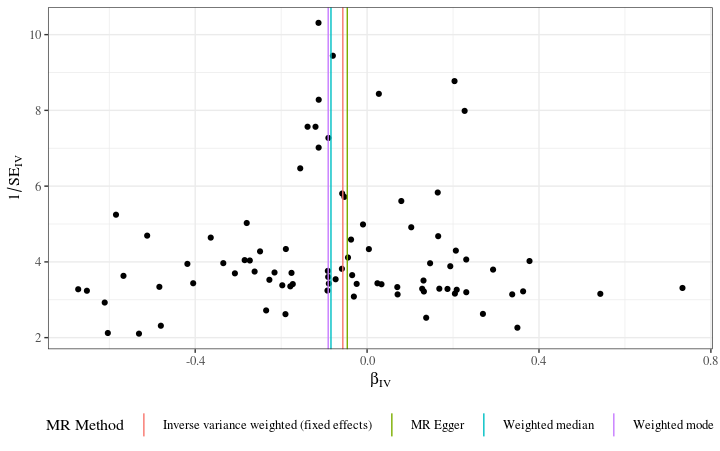 10
8
6
4
2
1/SE_IV
-0.4 0.0 0.4 0.8
β_IV
MR Method Inverse variance weighted (fixed effects) MR Egger Weighted median Weighted mode